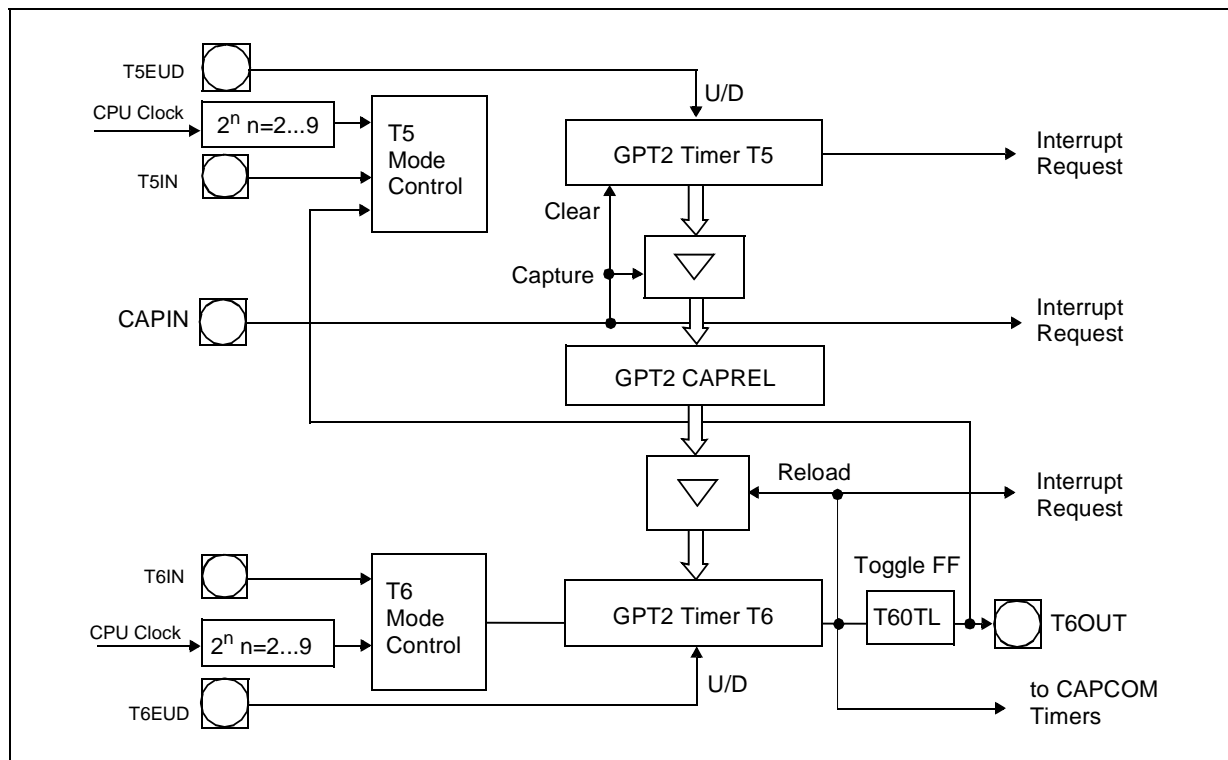 T5EUD
U/D
CPU Clock
2n n=2...9
T5
Mode
Control
GPT2 Timer T5
Interrupt
Request
T5IN
Clear
Capture
CAPIN
Interrupt
Request
GPT2 CAPREL
Reload
Interrupt
Request
T6IN
T6
Mode
Control
Toggle FF
GPT2 Timer T6
T60TL
T6OUT
CPU Clock
2n n=2...9
U/D
T6EUD
to CAPCOM
Timers